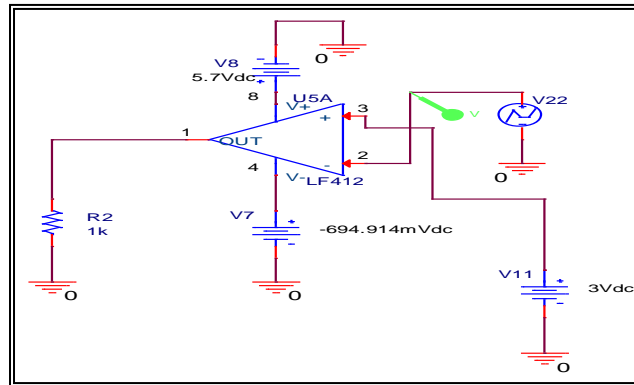 V8
-
0
5.7Vdc
+
8
U5A
V+
3
+
V
V22
1
OUT
2
-
4
V-
LF412
0
R2
1k
V7
+
-694.914mVdc
-
V11
+
3Vdc
-
0
0
0